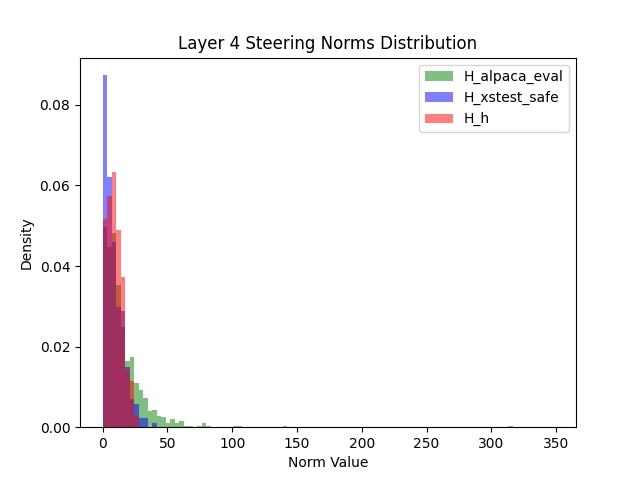 Layer 4 Steering Norms Distribution
H_alpaca_eval
H_xstest_safe
H_h
Density
0.08
0.06
0.04
0.02
0.00
0 50 100 150 200 250 300 350
Norm Value